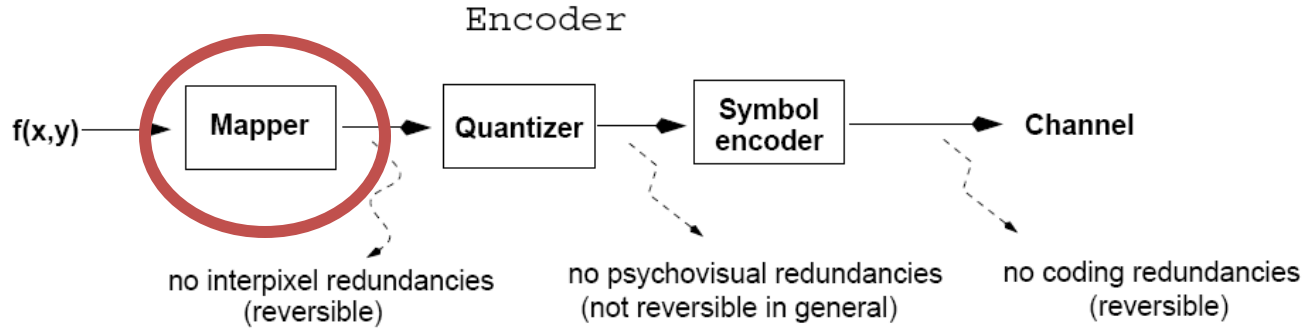 Encoder
f(x,y)
Mapper
Quantizer
Symbol
encoder
Channel
no interpixel redundancies
(reversible)
no psychovisual redundancies
(not reversible in general)
no coding redundancies
(reversible)